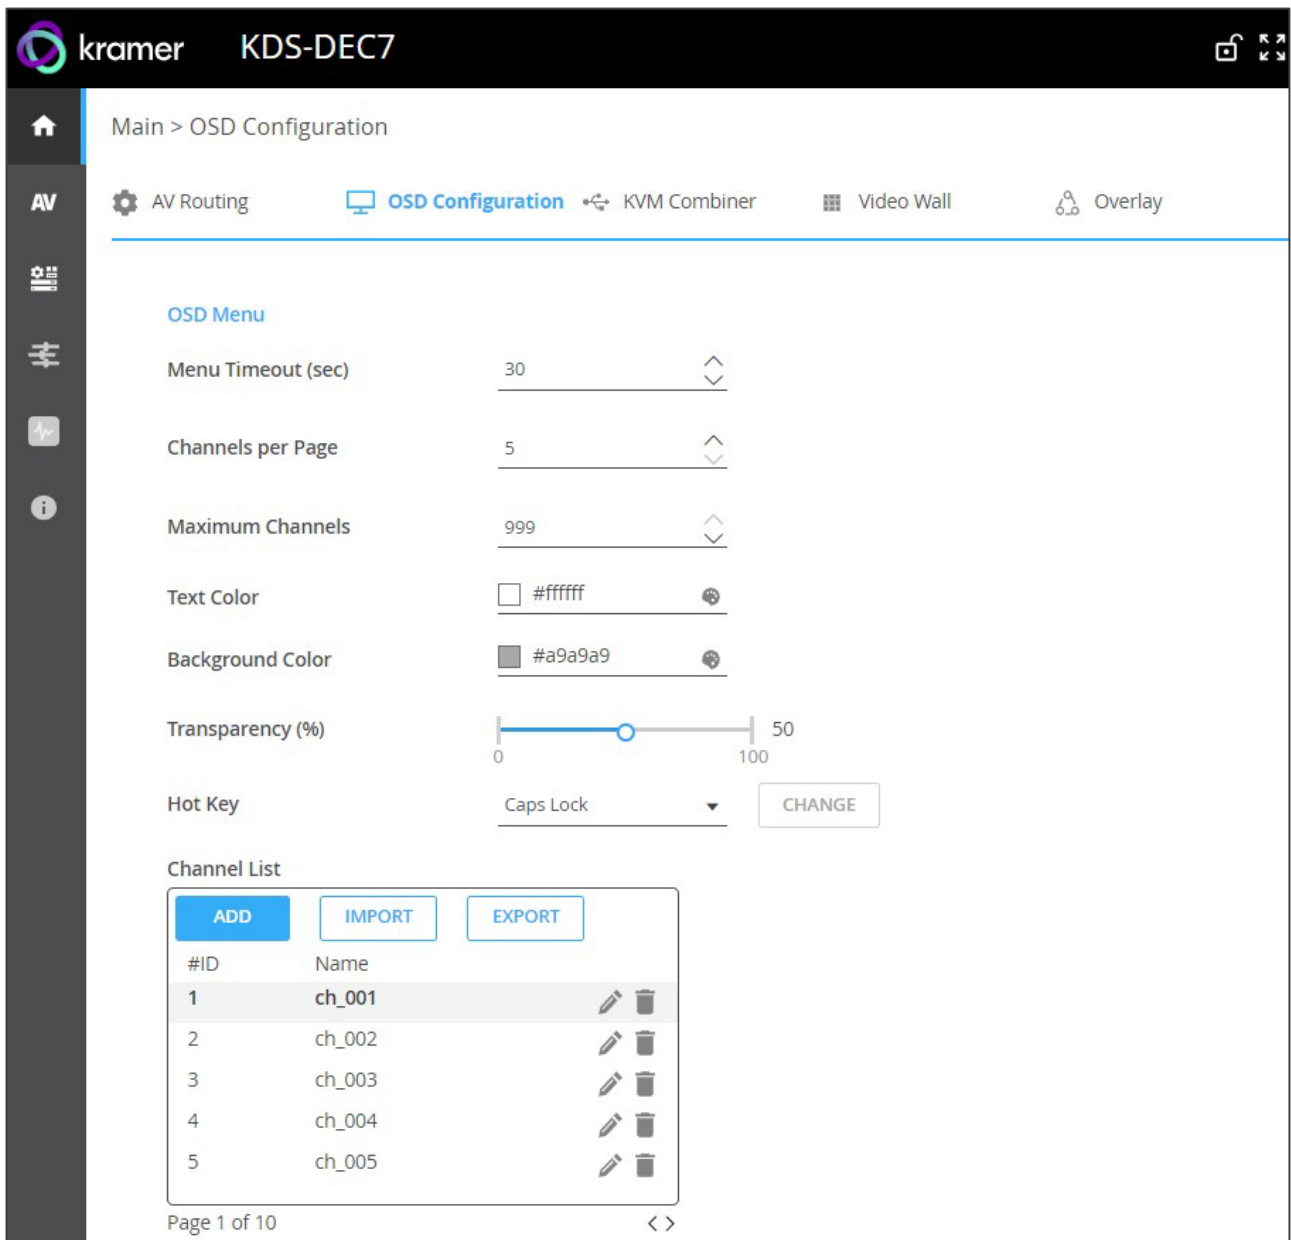 kramer KDS-DEC7
Main > OSD Configuration
AV
AV Routing OSD Configuration KVM Combiner Video Wall Overlay
OSD Menu
Menu Timeout (sec) 30
Channels per Page 5
Maximum Channels 999
Text Color #ffffff
Background Color #a9a9a9
Transparency (%) 50
0 100
Hot Key Caps Lock CHANGE
Channel List
ADD IMPORT EXPORT
#ID Name
1 ch_001
2 ch_002
3 ch_003
4 ch_004
5 ch_005
Page 1 of 10 < >